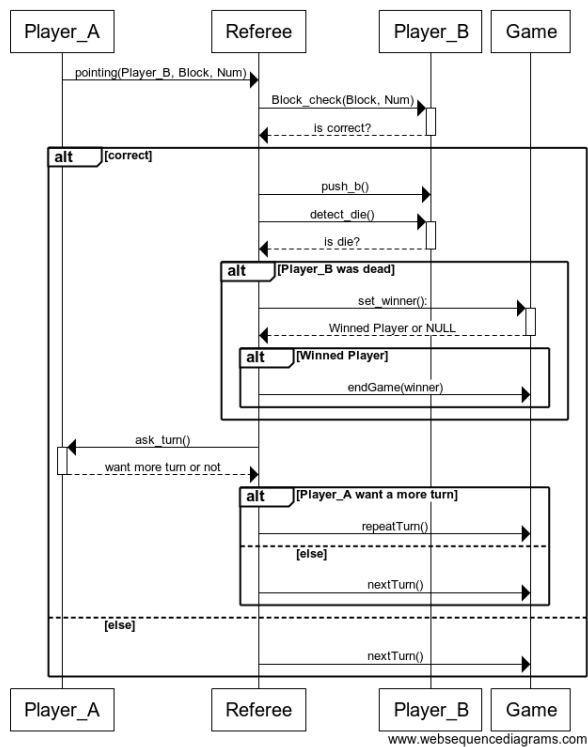 Player_A Referee Player_B Game
pointing(Player_B, Block, Num)
Block_check(Block, Num)
is correct?
alt [correct]
push_b()
detect_die()
is die?
alt [Player_B was dead]
set_winner():
Winned Player or NULL
alt [Winned Player]
endGame(winner)
ask_turn()
want more turn or not
alt [Player_A want a more turn]
repeatTurn()
[else]
nextTurn()
[else]
nextTurn()
Player_A Referee Player_B Game
www.websequencediagrams.com